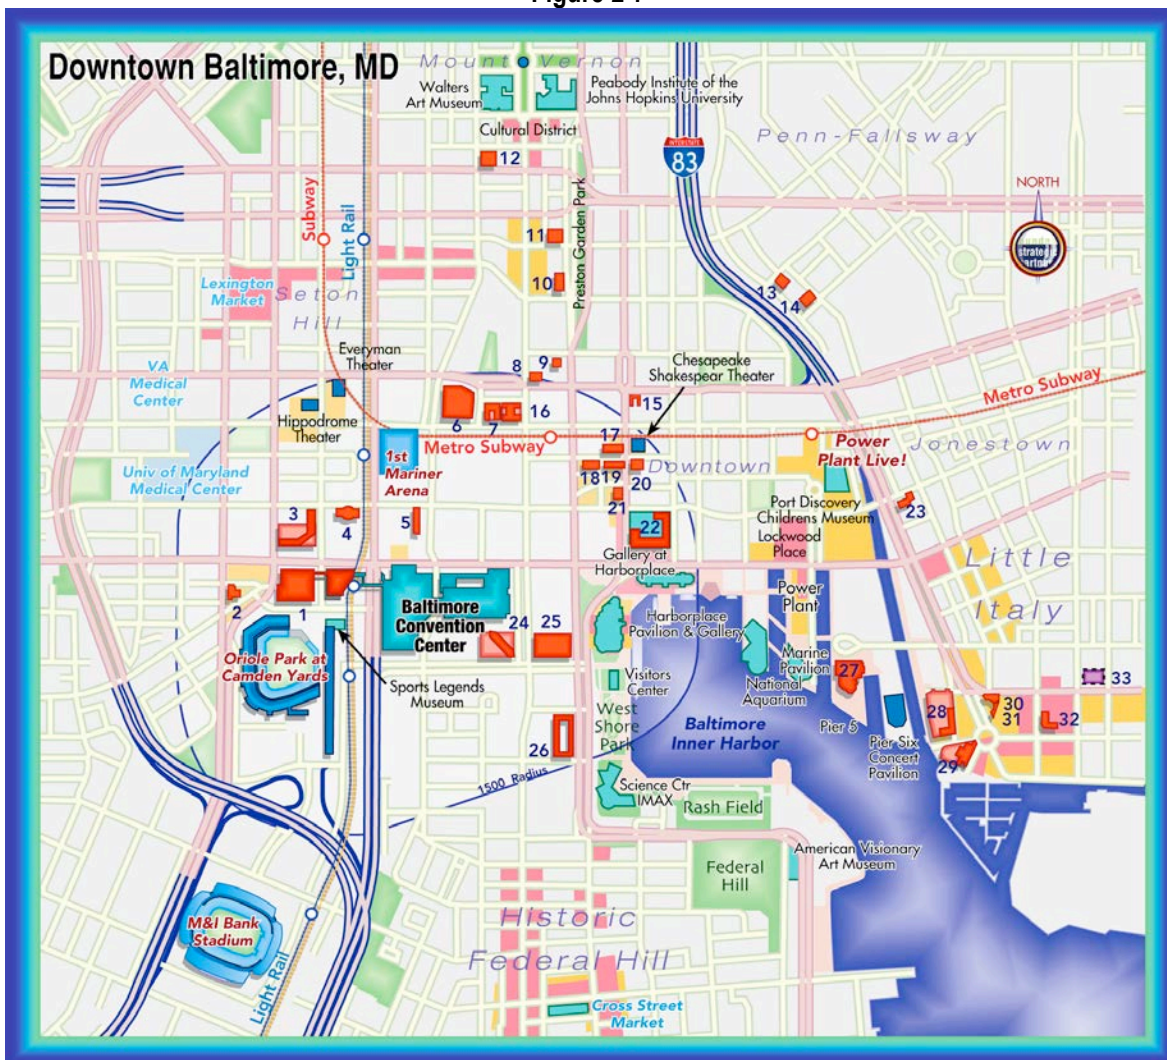 Downtown Baltimore, MD
Mount Vernon
Walters
Art Museum
Peabody Institute of the
Johns Hopkins University
Cultural District
12
INTERSTATE
83
Penn-Fallsway
NORTH
Subway
Light Rail
Preston Garden Park
11
10
13
14
Lexington
Market
Seton
Hill
Everyman
Theater
VA
Medical
Center
8
9
Chesapeake
Shakespear Theater
Metro Subway
15
16
6
7
Hippodrome
Theater
Metro Subway
17
Power
Plant Live!
Jonestown
1st
Mariner
Arena
Univ of Maryland
Medical Center
18
19
20
Downtown
21
Port Discovery
Childrens Museum
23
3
4
5
22
Lockwood
Place
Gallery at
Harborplace
Little
Italy
2
1
Baltimore
Convention
Center
24
25
Power
Plant
Harborplace
Pavilion & Gallery
Oriole Park at
Camden Yards
Marine
Pavilion
27
33
Sports Legends
Museum
Visitors
Center
National
Aquarium
West
Shore
Park
Baltimore
Inner Harbor
Pier 5
28
30
31
32
26
Pier Six
Concert
Pavilion
29
1500 Radius
Science Ctr
IMAX
Rash Field
American Visionary
Art Museum
Federal
Hill
M&I Bank
Stadium
Historic
Federal Hill
Light Rail
Cross Street
Market